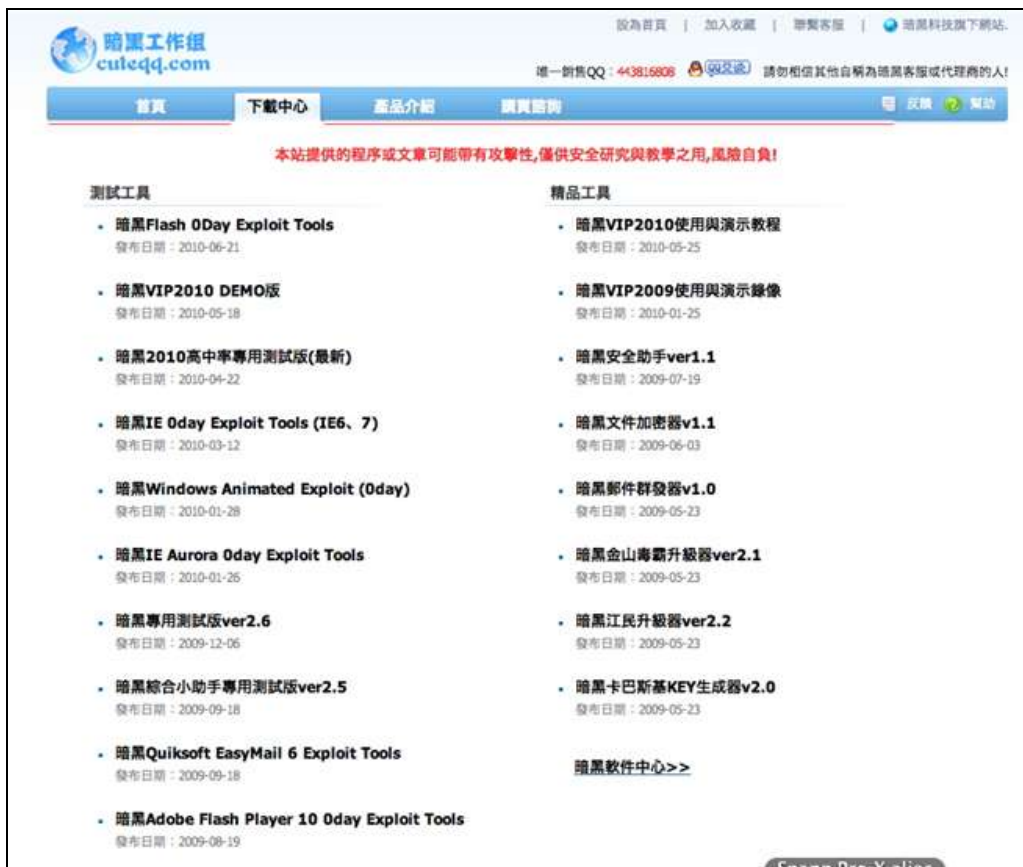 設為首頁 | 加入收藏 | 聯繫客服 | 暗黑科技旗下網站.
暗黑工作組
cuteqq.com
唯一銷售QQ：443816808 QQ交谈 請勿相信其他自稱為暗黑客服或代理商的人!
首頁 下載中心 產品介紹 購買諮詢 反饋 幫助
本站提供的程序或文章可能帶有攻擊性,僅供安全研究與教學之用,風險自負!
測試工具
暗黑Flash 0Day Exploit Tools
發布日期：2010-06-21
暗黑VIP2010 DEMO版
發布日期：2010-05-18
暗黑2010高中率專用測試版(最新)
發布日期：2010-04-22
暗黑IE 0day Exploit Tools (IE6、7)
發布日期：2010-03-12
暗黑Windows Animated Exploit (0day)
發布日期：2010-01-28
暗黑IE Aurora 0day Exploit Tools
發布日期：2010-01-26
暗黑專用測試版ver2.6
發布日期：2009-12-06
暗黑綜合小助手專用測試版ver2.5
發布日期：2009-09-18
暗黑Quiksoft EasyMail 6 Exploit Tools
發布日期：2009-09-18
暗黑Adobe Flash Player 10 0day Exploit Tools
發布日期：2009-08-19
精品工具
暗黑VIP2010使用與演示教程
發布日期：2010-05-25
暗黑VIP2009使用與演示錄像
發布日期：2010-01-25
暗黑安全助手ver1.1
發布日期：2009-07-19
暗黑文件加密器v1.1
發布日期：2009-06-03
暗黑郵件群發器v1.0
發布日期：2009-05-23
暗黑金山毒霸升級器ver2.1
發布日期：2009-05-23
暗黑江民升級器ver2.2
發布日期：2009-05-23
暗黑卡巴斯基KEY生成器v2.0
發布日期：2009-05-23
暗黑軟件中心>>